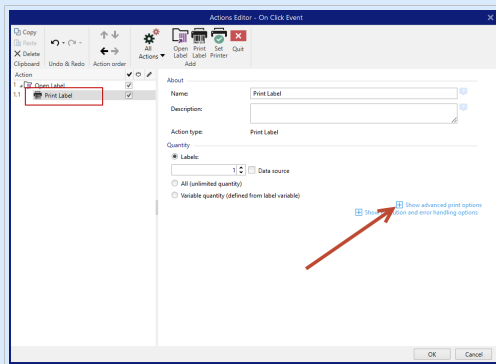 Actions Editor - On Click Event
Copy
Paste
Delete
Clipboard
Undo & Redo
Action order
All
Actions
Open
Label
Print
Label
Set
Printer
Quit
Add
Action
1 Open Label
1.1 Print Label
About
Name: Print Label
Description:
Action type: Print Label
Quantity
Labels:
1 Data source
All (unlimited quantity)
Variable quantity (defined from label variable)
Show advanced print options
Show execution and error handling options
OK Cancel